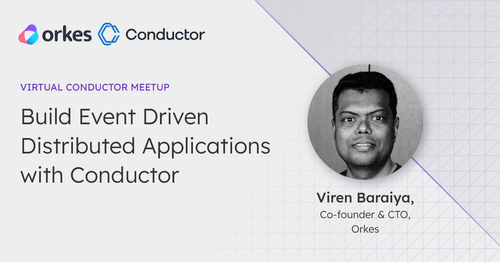 orkes Conductor
VIRTUAL CONDUCTOR MEETUP
Build Event Driven
Distributed Applications
with Conductor
Viren Baraiya,
Co-founder & CTO,
Orkes